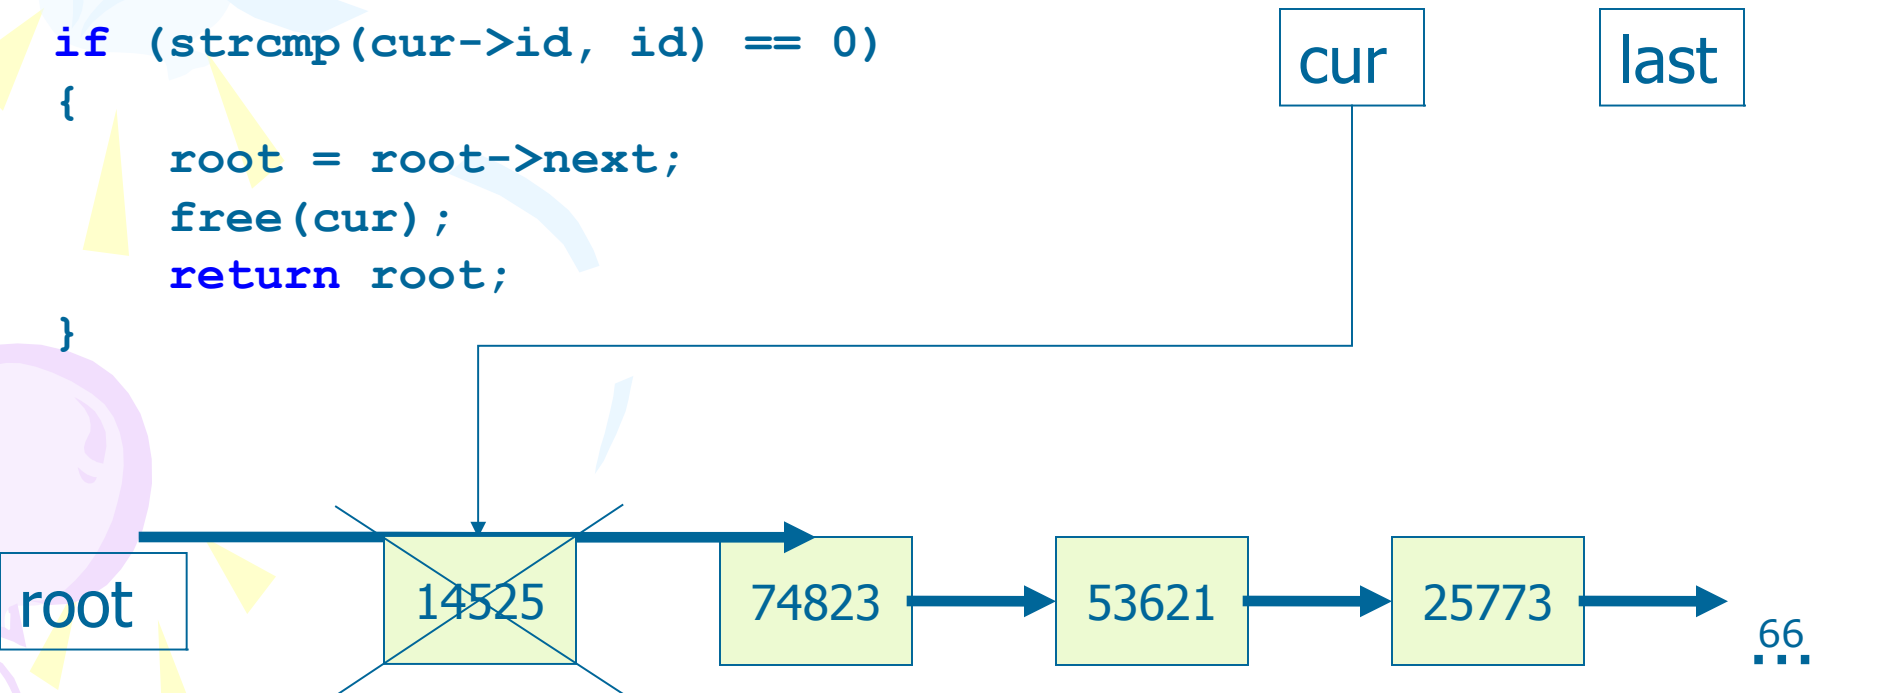 if (strcmp(cur->id, id) == 0)
{
    root = root->next;
    free(cur);
    return root;
}
cur
last
root
14525
74823
53621
25773
66
...